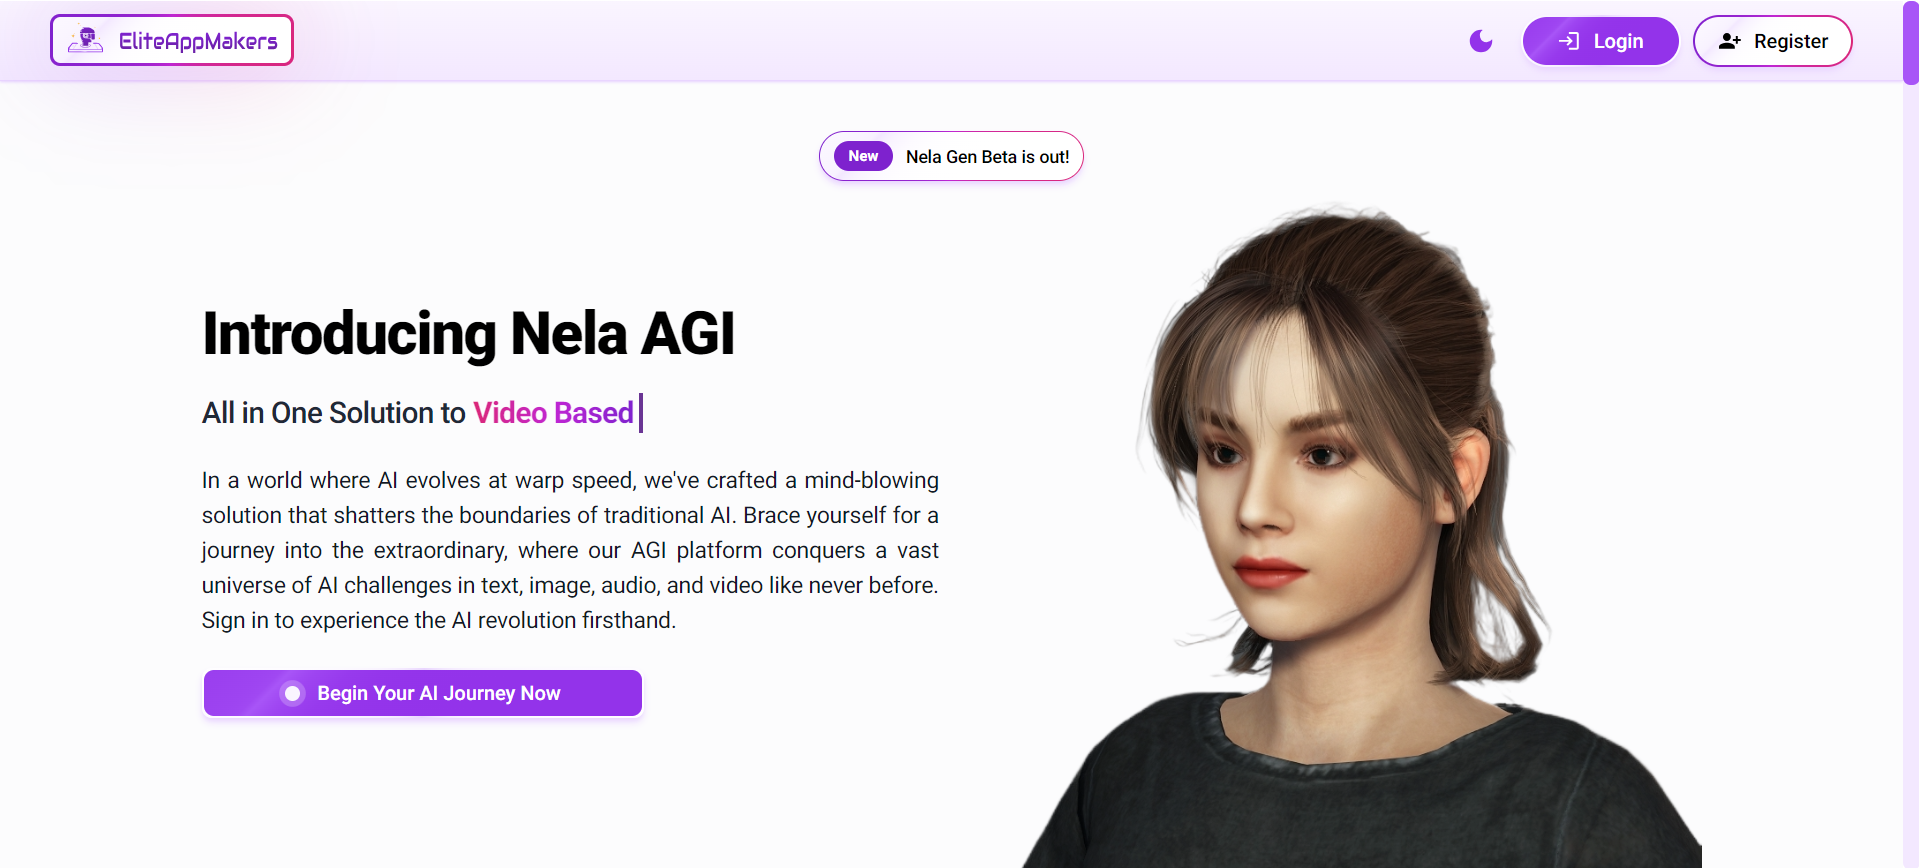 EliteAppMakers
Login
Register
New
Nela Gen Beta is out!
Introducing Nela AGI
All in One Solution to Video Based
In a world where AI evolves at warp speed, we've crafted a mind-blowing
solution that shatters the boundaries of traditional AI. Brace yourself for a
journey into the extraordinary, where our AGI platform conquers a vast
universe of AI challenges in text, image, audio, and video like never before.
Sign in to experience the AI revolution firsthand.
Begin Your AI Journey Now